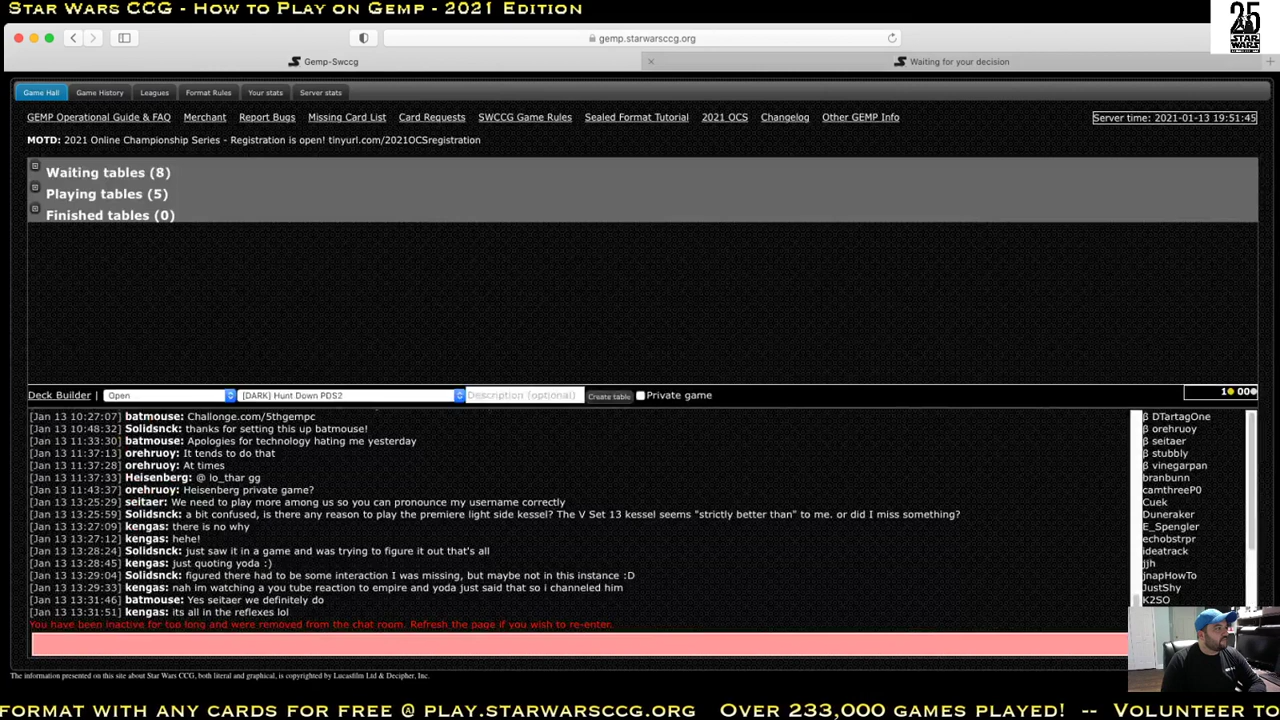 Star Wars CCG - How to Play on Gemp - 2021 Edition
25
STAR WARS
gemp.starwarsccg.org
Gemp-Swccg
Waiting for your decision
Game Hall Game History Leagues Format Rules Your stats Server stats
GEMP Operational Guide & FAQ Merchant Report Bugs Missing Card List Card Requests SWCCG Game Rules Sealed Format Tutorial 2021 OCS Changelog Other GEMP Info Server time: 2021-01-13 19:51:45
MOTD: 2021 Online Championship Series - Registration is open! tinyurl.com/2021OCSregistration
Waiting tables (8)
Playing tables (5)
Finished tables (0)
Deck Builder | Open [DARK] Hunt Down PDS2 Description (optional) Create table Private game 1 00
[Jan 13 10:27:07] batmouse: Challonge.com/5thgempc
[Jan 13 10:48:32] Solidsnck: thanks for setting this up batmouse!
[Jan 13 11:33:30] batmouse: Apologies for technology hating me yesterday
[Jan 13 11:37:13] orehruoy: It tends to do that
[Jan 13 11:37:28] orehruoy: At times
[Jan 13 11:37:33] Heisenberg: @ lo_thar gg
[Jan 13 11:43:37] orehruoy: Heisenberg private game?
[Jan 13 13:25:29] seitaer: We need to play more among us so you can pronounce my username correctly
[Jan 13 13:25:59] Solidsnck: a bit confused, is there any reason to play the premiere light side kessel? The V Set 13 kessel seems "strictly better than" to me. or did I miss something?
[Jan 13 13:27:09] kengas: there is no why
[Jan 13 13:27:12] kengas: hehe!
[Jan 13 13:28:24] Solidsnck: just saw it in a game and was trying to figure it out that's all
[Jan 13 13:28:45] kengas: just quoting yoda :)
[Jan 13 13:29:04] Solidsnck: figured there had to be some interaction I was missing, but maybe not in this instance :D
[Jan 13 13:29:33] kengas: nah im watching a you tube reaction to empire and yoda just said that so i channeled him
[Jan 13 13:31:46] batmouse: Yes seitaer we definitely do
[Jan 13 13:31:51] kengas: its all in the reflexes lol
You have been inactive for too long and were removed from the chat room. Refresh the page if you wish to re-enter.
β DTartagOne
β orehruoy
β seitaer
β stubbly
β vinegarpan
branbunn
camthreeP0
Cuek
Duneraker
E_Spengler
echobstrpr
ideatrack
jjh
jnapHowTo
JustShy
K2SO
The information presented on this site about Star Wars CCG, both literal and graphical, is copyrighted by Lucasfilm Ltd & Decipher, Inc.
format with any cards for free @ play.starwarsccg.org Over 233,000 games played! -- Volunteer to